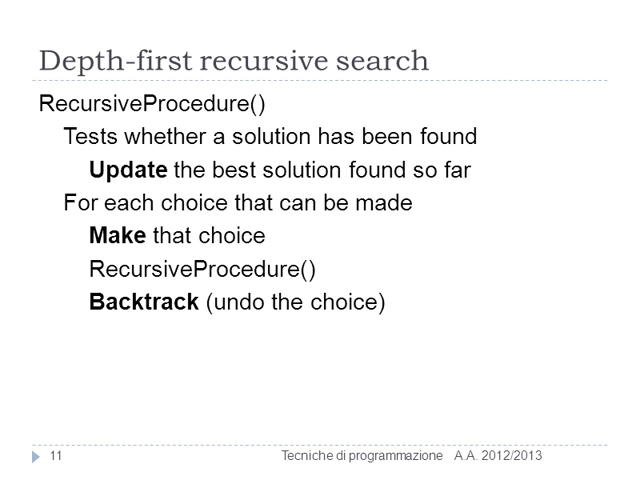 Depth-first recursive search
RecursiveProcedure()
Tests whether a solution has been found
Update the best solution found so far
For each choice that can be made
Make that choice
RecursiveProcedure()
Backtrack (undo the choice)
11 Tecniche di programmazione A.A. 2012/2013